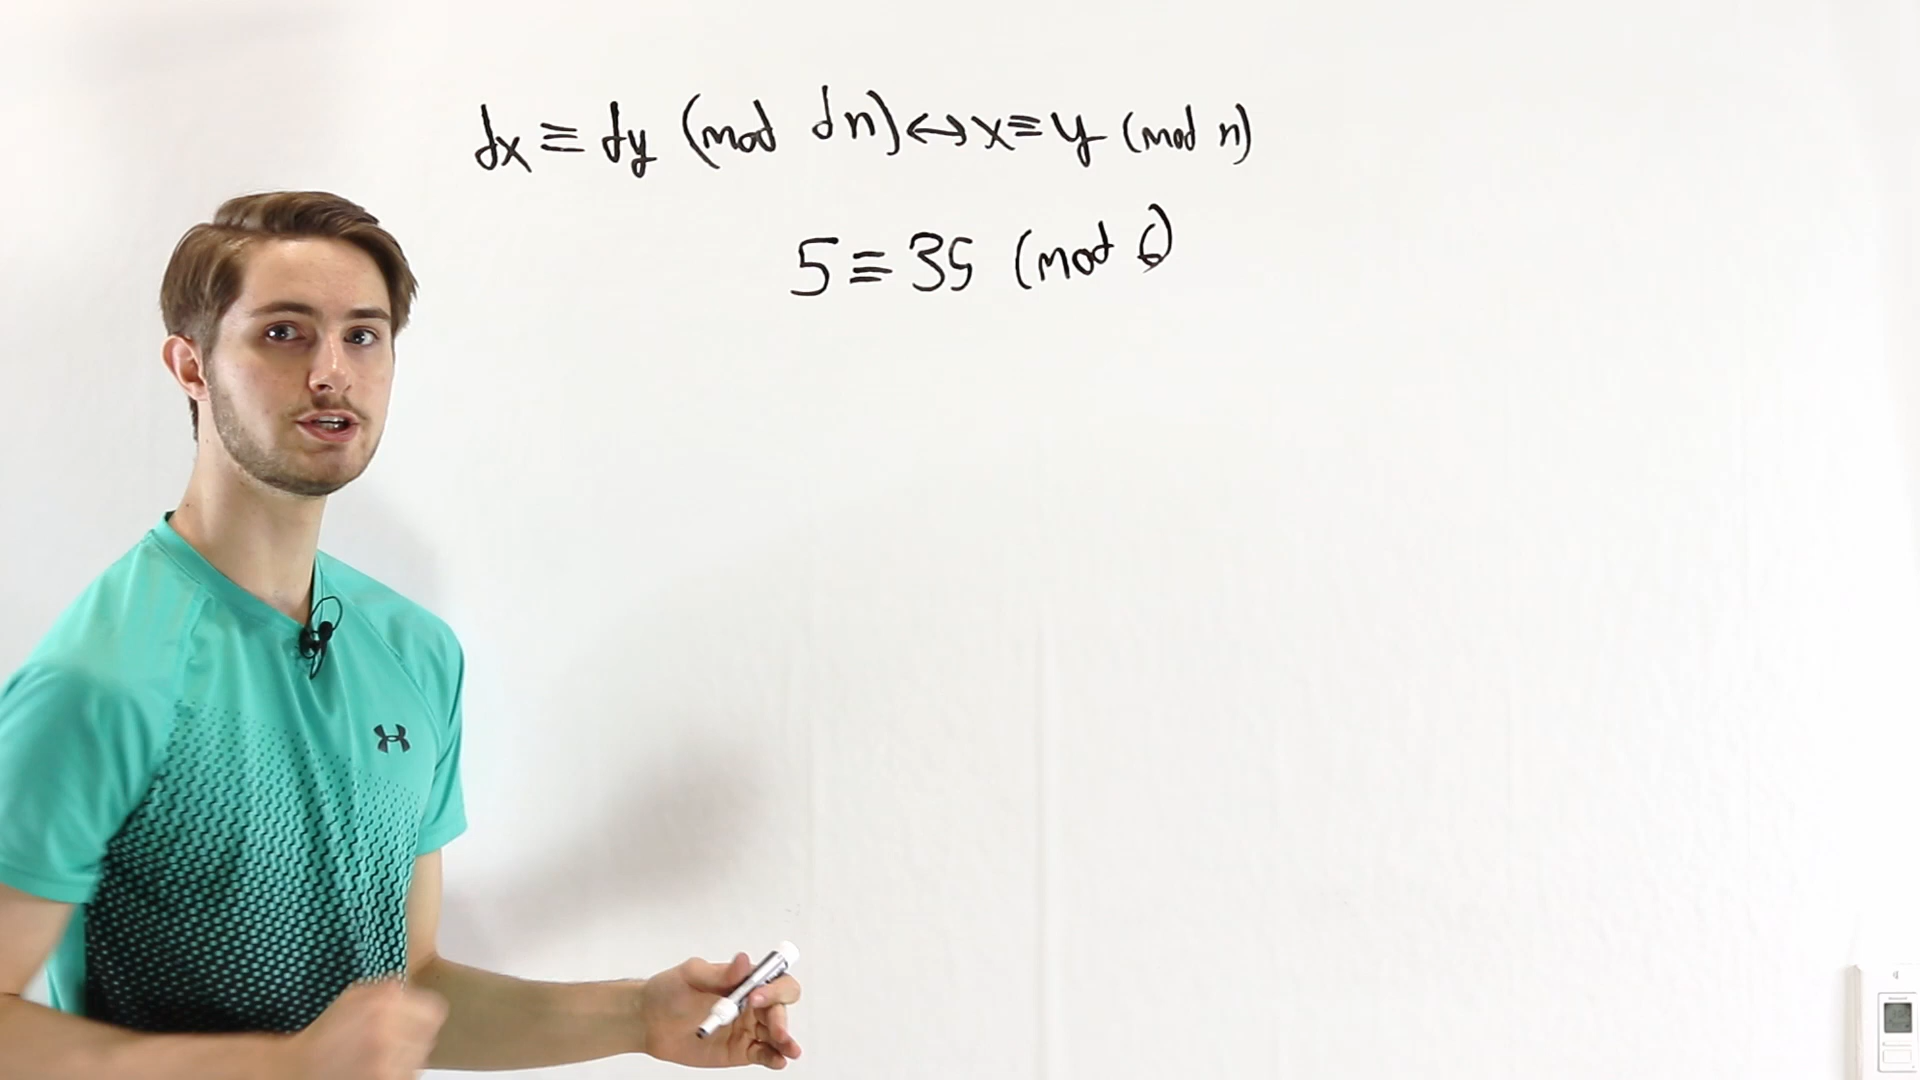 dx ≡ dy (mod dn) ↔ x ≡ y (mod n)
5 ≡ 35 (mod 6)